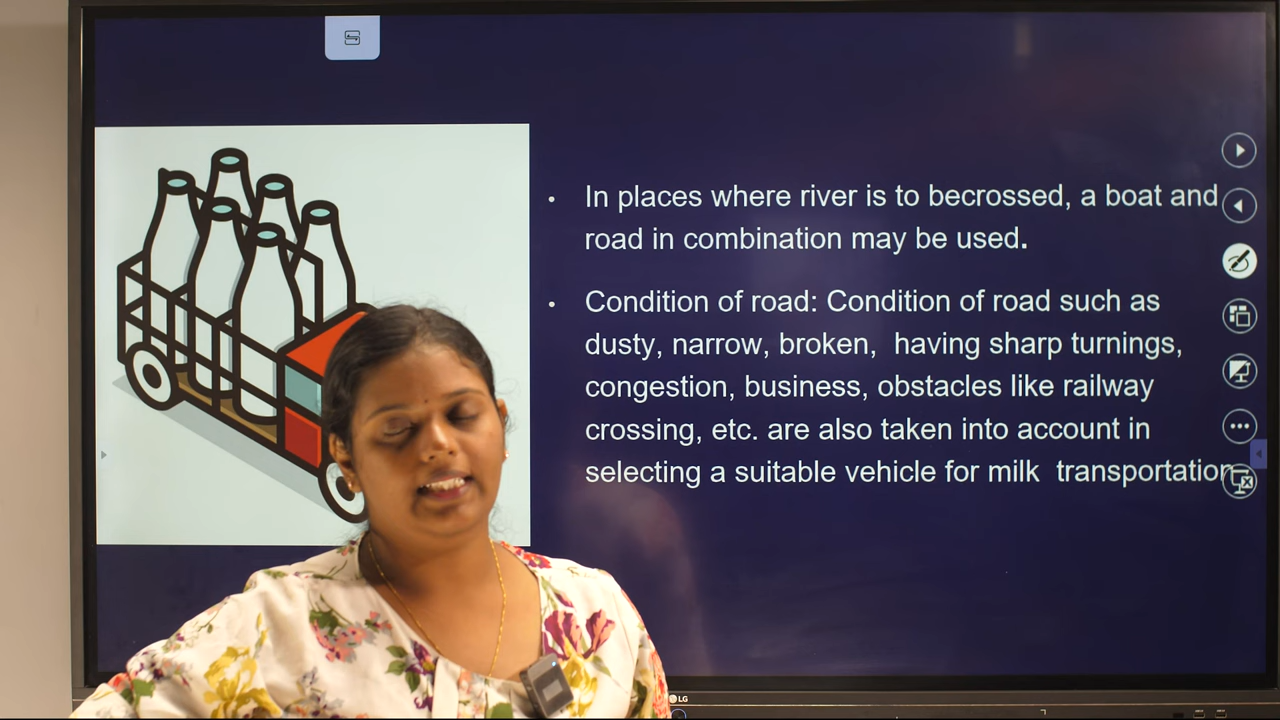 In places where river is to becrossed, a boat and
road in combination may be used.
Condition of road: Condition of road such as
dusty, narrow, broken, having sharp turnings,
congestion, business, obstacles like railway
crossing, etc. are also taken into account in
selecting a suitable vehicle for milk transportation
LG